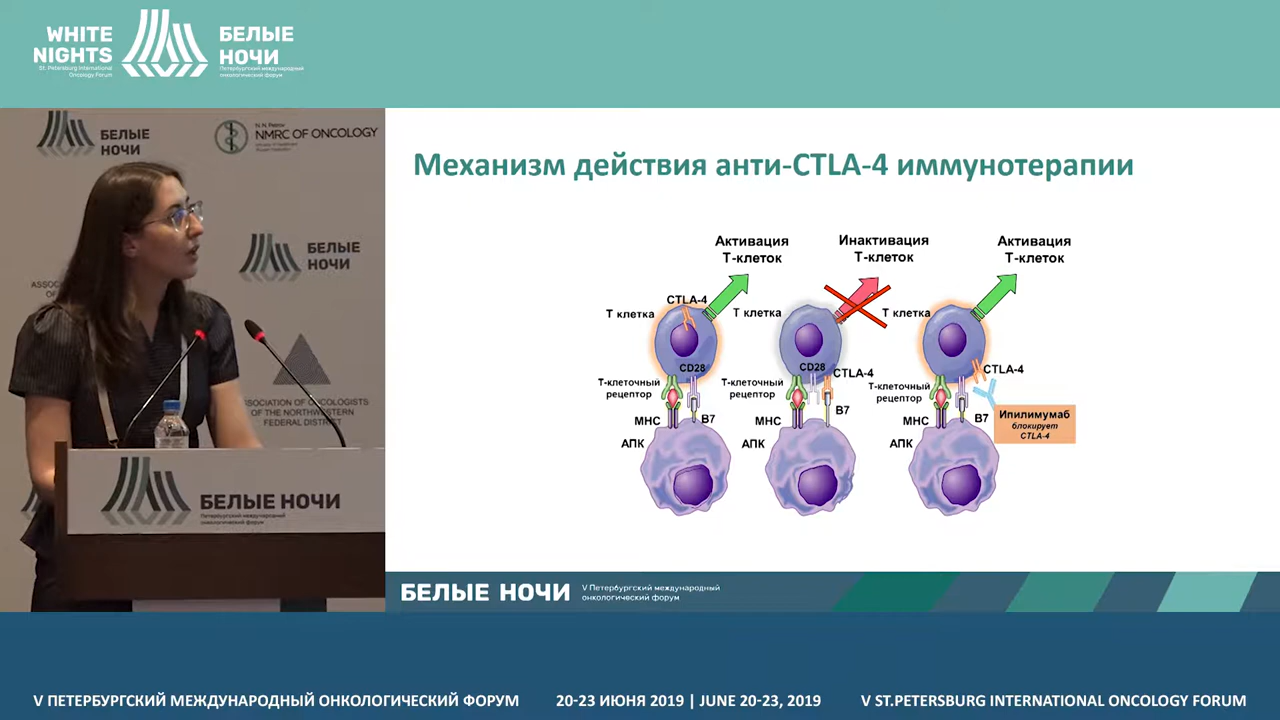 WHITE
NIGHTS
St. Petersburg International
Oncology Forum
БЕЛЫЕ
НОЧИ
Петербургский международный
онкологический форум
БЕЛЫЕ
НОЧИ
N.N. Petrov
NMRC OF ONCOLOGY
БЕЛЫЕ
НОЧИ
ASSOCIATION OF ONCOLOGISTS
OF THE NORTHWESTERN
FEDERAL DISTRICT
БЕЛЫЕ НОЧИ
Петербургский международный
онкологический форум
Механизм действия анти-CTLA-4 иммунотерапии
Активация
Т-клеток
CTLA-4
Т клетка
CD28
Т-клеточный
рецептор
МНС
B7
АПК
Инактивация
Т-клеток
Т клетка
CD28
CTLA-4
Т-клеточный
рецептор
B7
МНС
АПК
Активация
Т-клеток
Т клетка
CTLA-4
Т-клеточный
рецептор
МНС
B7
АПК
Ипилимумаб
блокирует
CTLA-4
БЕЛЫЕ НОЧИ
V Петербургский международный
онкологический форум
V ПЕТЕРБУРГСКИЙ МЕЖДУНАРОДНЫЙ ОНКОЛОГИЧЕСКИЙ ФОРУМ
20-23 ИЮНЯ 2019 | JUNE 20-23, 2019
V ST.PETERSBURG INTERNATIONAL ONCOLOGY FORUM